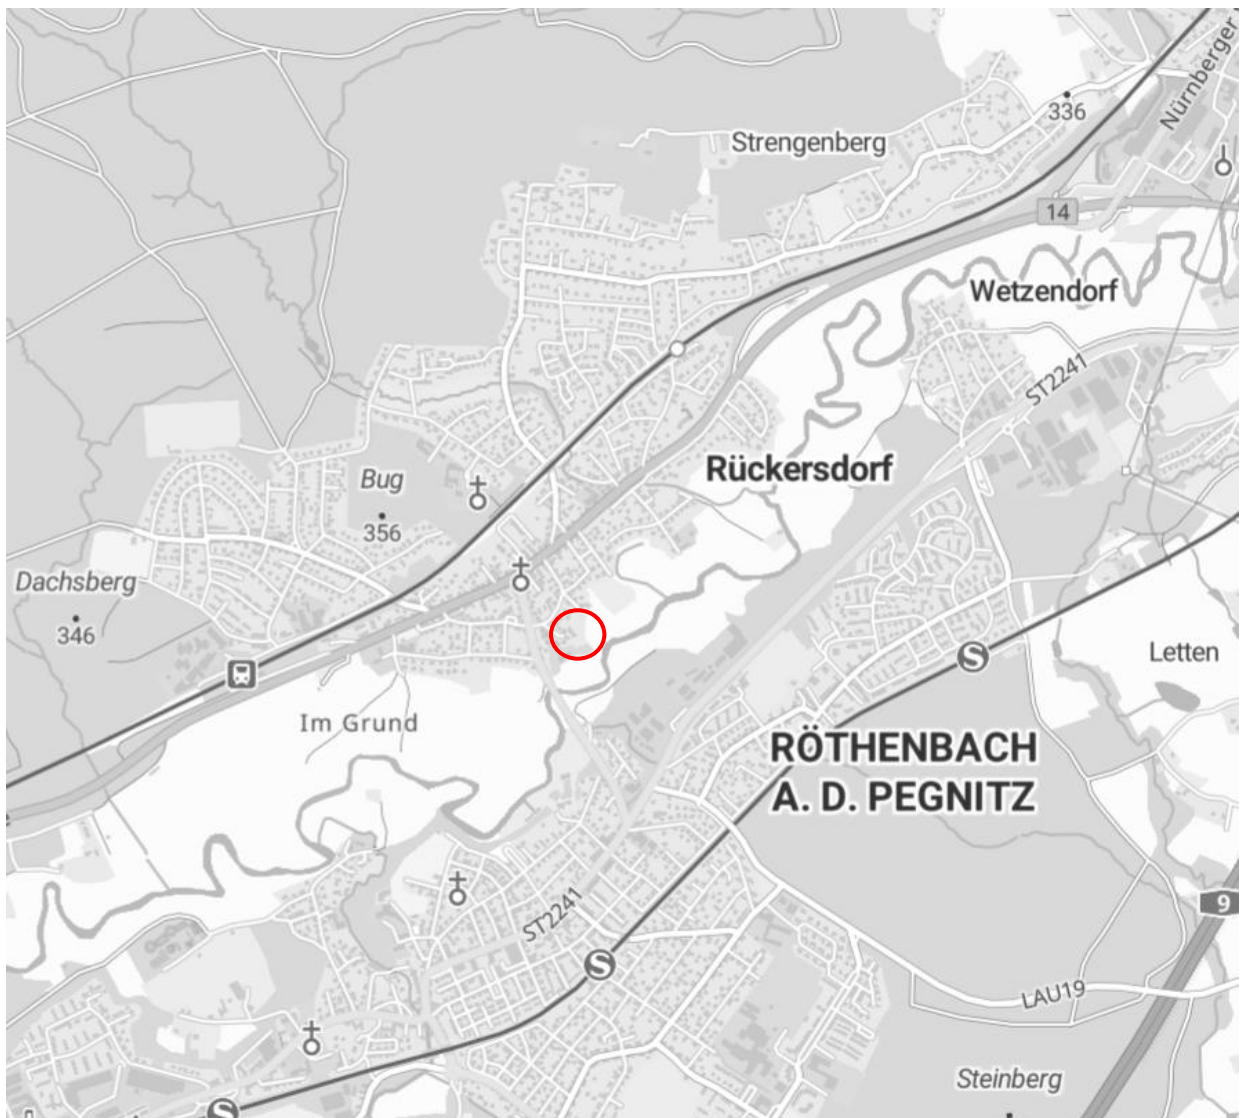 336
Nürnberger
Strengenberg
14
Wetzendorf
ST2241
Rückersdorf
Bug
356
Dachsberg
346
S
Letten
Im Grund
RÖTHENBACH
A. D. PEGNITZ
9
ST2241
S
LAU19
Steinberg
S